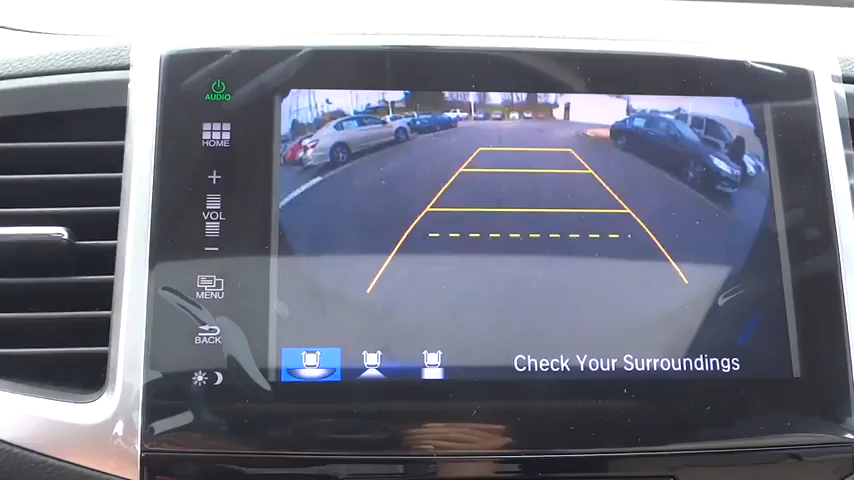 AUDIO
HOME
+
VOL
−
MENU
BACK
Check Your Surroundings